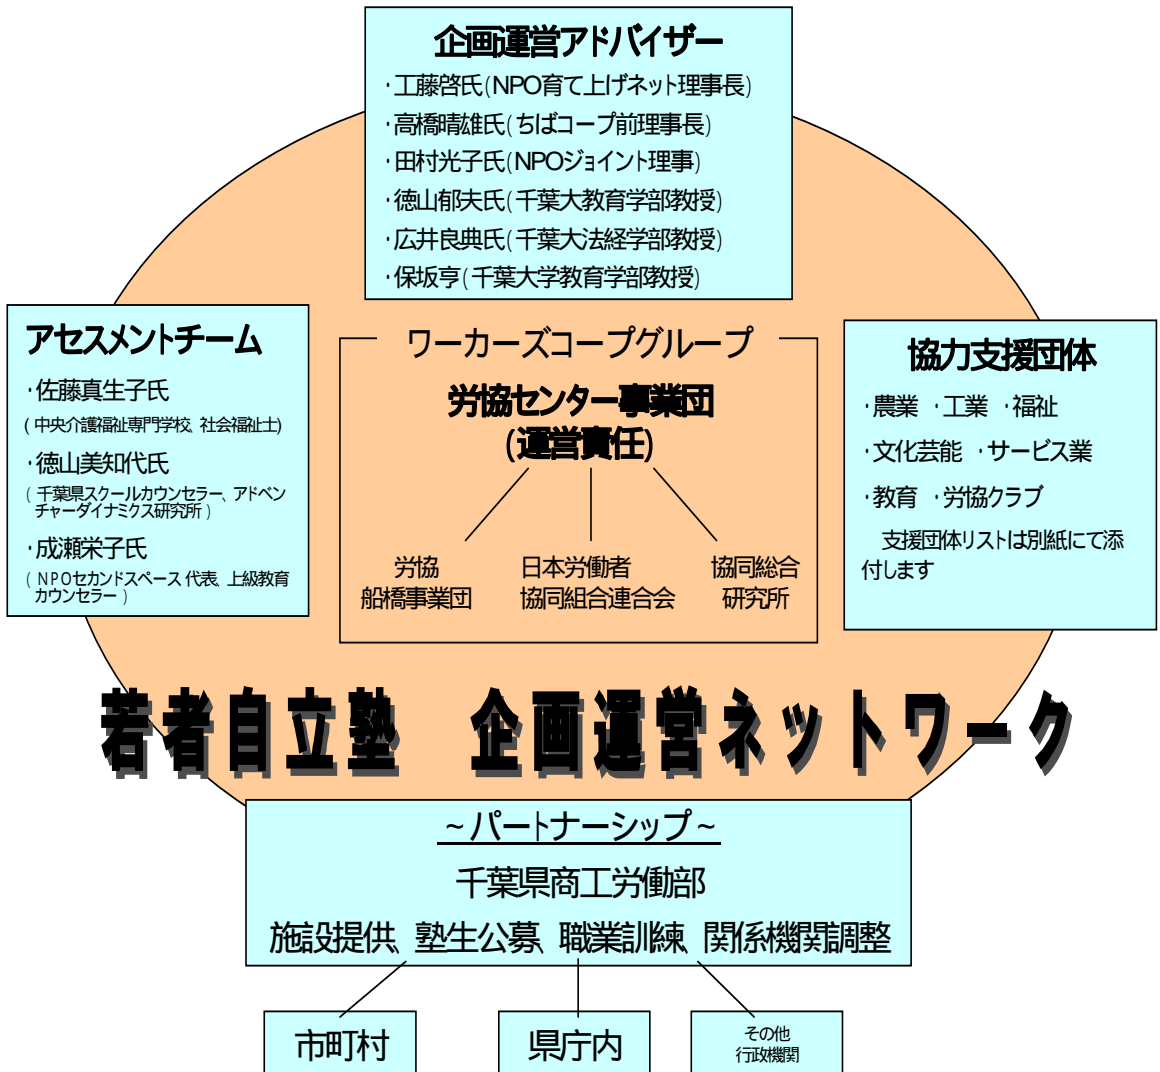 企画運営アドバイザー
・工藤啓氏(NPO育て上げネット理事長)
・高橋晴雄氏(ちばコープ前理事長)
・田村光子氏(NPOジョイント理事)
・徳山郁夫氏(千葉大教育学部教授)
・広井良典氏(千葉大法経学部教授)
・保坂亨(千葉大学教育学部教授)
アセスメントチーム
・佐藤真生子氏
(中央介護福祉専門学校、社会福祉士)
・徳山美知代氏
(千葉県スクールカウンセラー、アドベン
チャーダイナミクス研究所)
・成瀬栄子氏
(NPOセカンドスペース代表、上級教育
カウンセラー)
ワーカーズコープグループ
労協センター事業団
(運営責任)
労協
船橋事業団
日本労働者
協同組合連合会
協同総合
研究所
協力支援団体
・農業 ・工業 ・福祉
・文化芸能 ・サービス業
・教育 ・労協クラブ
支援団体リストは別紙にて添
付します
若者自立塾 企画運営ネットワーク
~パートナーシップ~
千葉県商工労働部
施設提供、塾生公募、職業訓練、関係機関調整
市町村
県庁内
その他
行政機関